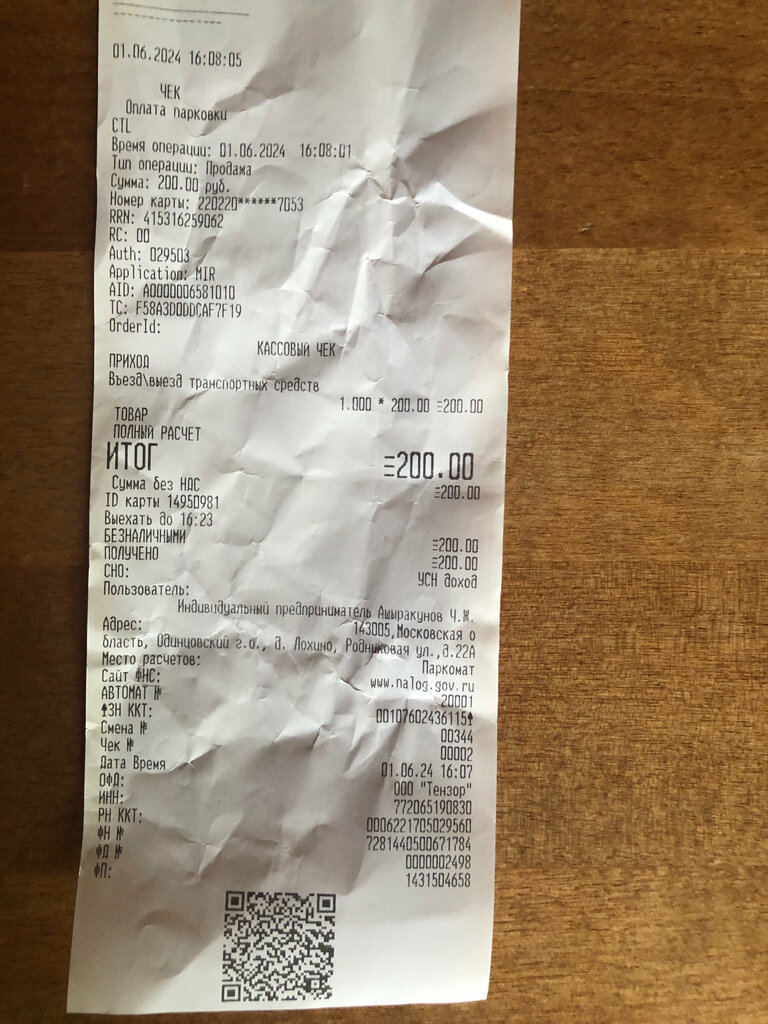 01.06.2024 16:08:05
ЧЕК
Оплата парковки
CTL
Время операции: 01.06.2024 16:08:01
Тип операции: Продажа
Сумма: 200.00 руб.
Номер карты: 220220******7053
RRN: 415316259062
RC: 00
Auth: 029503
Application: MIR
AID: A0000006581010
TC: F58A3D0DDCAF7F19
OrderId:
КАССОВЫЙ ЧЕК
ПРИХОД
Въезд\выезд транспортных средств
1.000 * 200.00 =200.00
ТОВАР
ПОЛНЫЙ РАСЧЕТ
ИТОГ =200.00
Сумма без НДС =200.00
ID карты 14950981
Выехать до 16:23
БЕЗНАЛИЧНЫМИ =200.00
ПОЛУЧЕНО =200.00
СНО: УСН доход
Пользователь:
Индивидуальный предприниматель Ашыракунов Ч.М.
Адрес: 143005,Московская о
бласть, Одинцовский г.о., д. Лохино, Родниковая ул.,д.22А
Место расчетов: Паркомат
Сайт ФНС: www.nalog.gov.ru
АВТОМАТ № 20001
ЗН ККТ: 00107602436115
Смена № 00344
Чек № 00002
Дата Время 01.06.24 16:07
ОФД: ООО "Тензор"
ИНН: 772065190830
РН ККТ: 0006221705029560
ФН № 7281440500671784
ФД № 0000002498
ФП: 1431504658